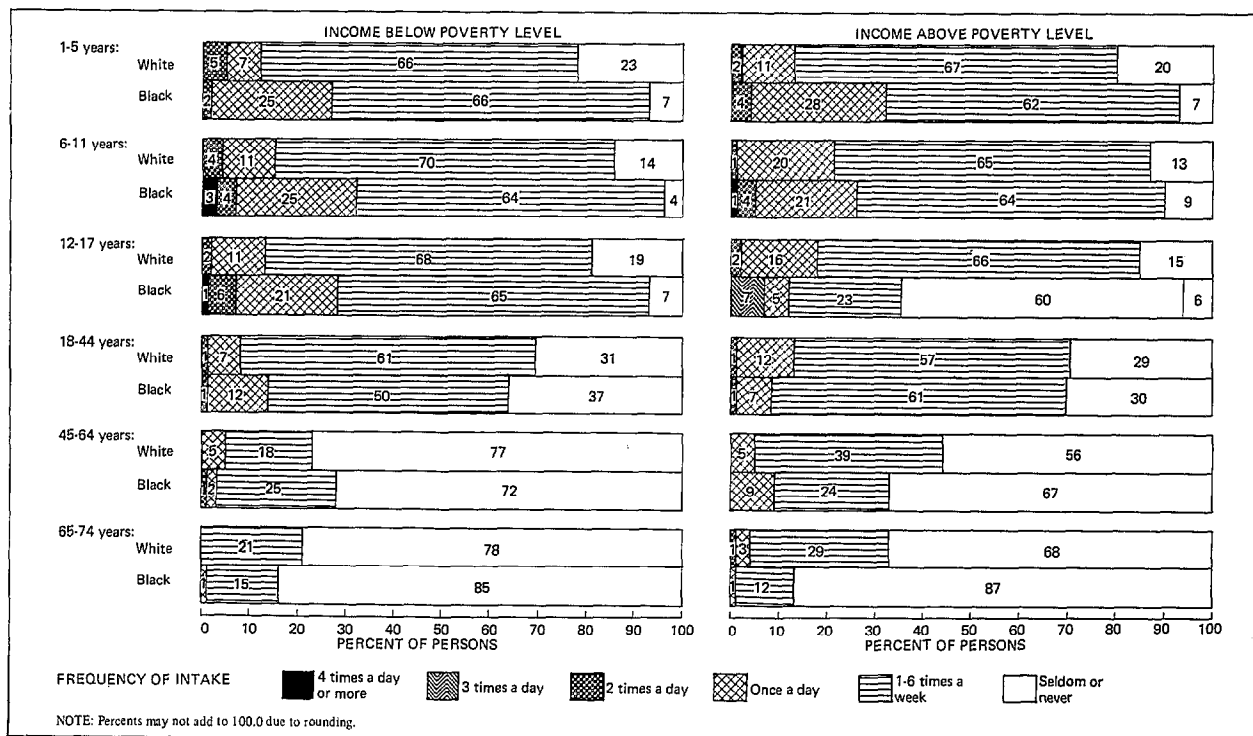 INCOME BELOW POVERTY LEVEL INCOME ABOVE POVERTY LEVEL
1-5 years:
White 5 7 66 23 2 11 67 20
Black 2 25 66 7 4 28 62 7
6-11 years:
White 4 11 70 14 1 20 65 13
Black 3 4 25 64 4 1 4 21 64 9
12-17 years:
White 2 11 68 19 2 16 66 15
Black 1 6 21 65 7 7 5 23 60 6
18-44 years:
White 1 7 61 31 1 12 57 29
Black 1 12 50 37 1 7 61 30
45-64 years:
White 5 18 77 5 39 56
Black 1 2 25 72 9 24 67
65-74 years:
White 21 78 1 3 29 68
Black 1 15 85 1 12 87
0 10 20 30 40 50 60 70 80 90 100 0 10 20 30 40 50 60 70 80 90 100
PERCENT OF PERSONS PERCENT OF PERSONS
FREQUENCY OF INTAKE 4 times a day or more 3 times a day 2 times a day Once a day 1-6 times a week Seldom or never
NOTE: Percents may not add to 100.0 due to rounding.